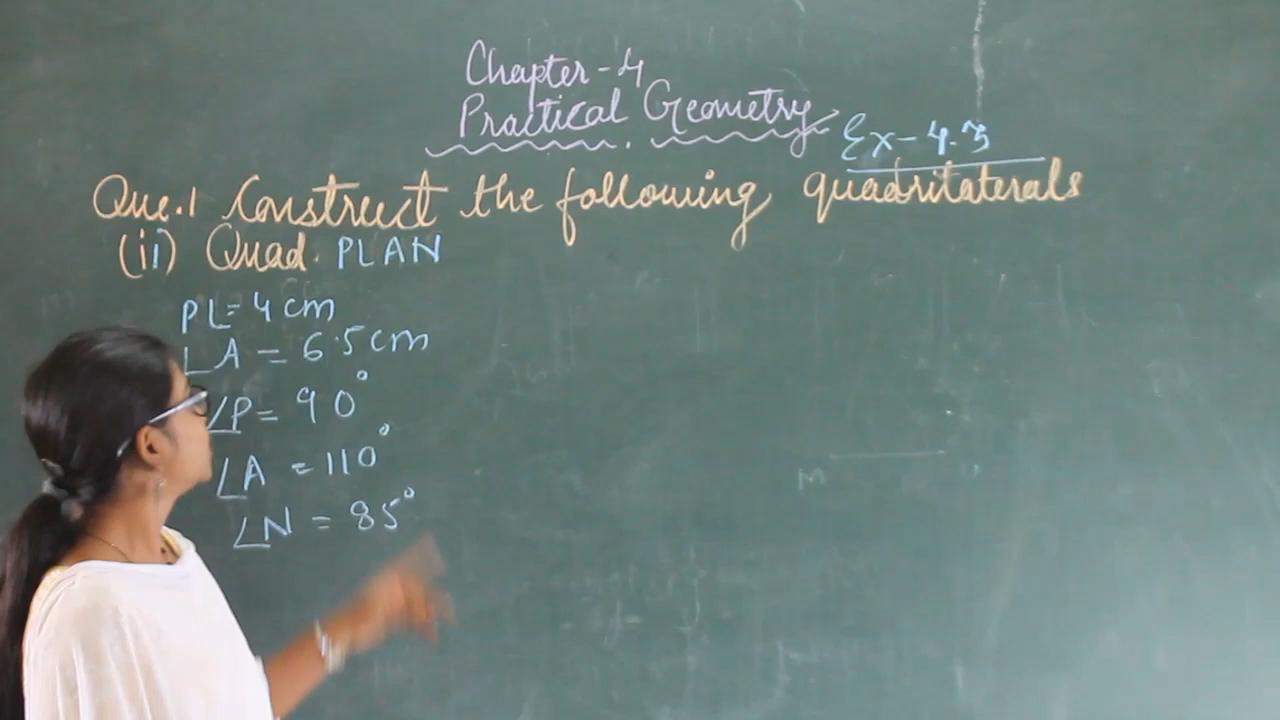 Chapter-4
Practical Geometry
Ex-4.3
Que.1 Construct the following quadritaterals
(ii) Quad. PLAN
PL = 4 cm
LA = 6.5 cm
∠P = 90°
∠A = 110°
∠N = 85°
M